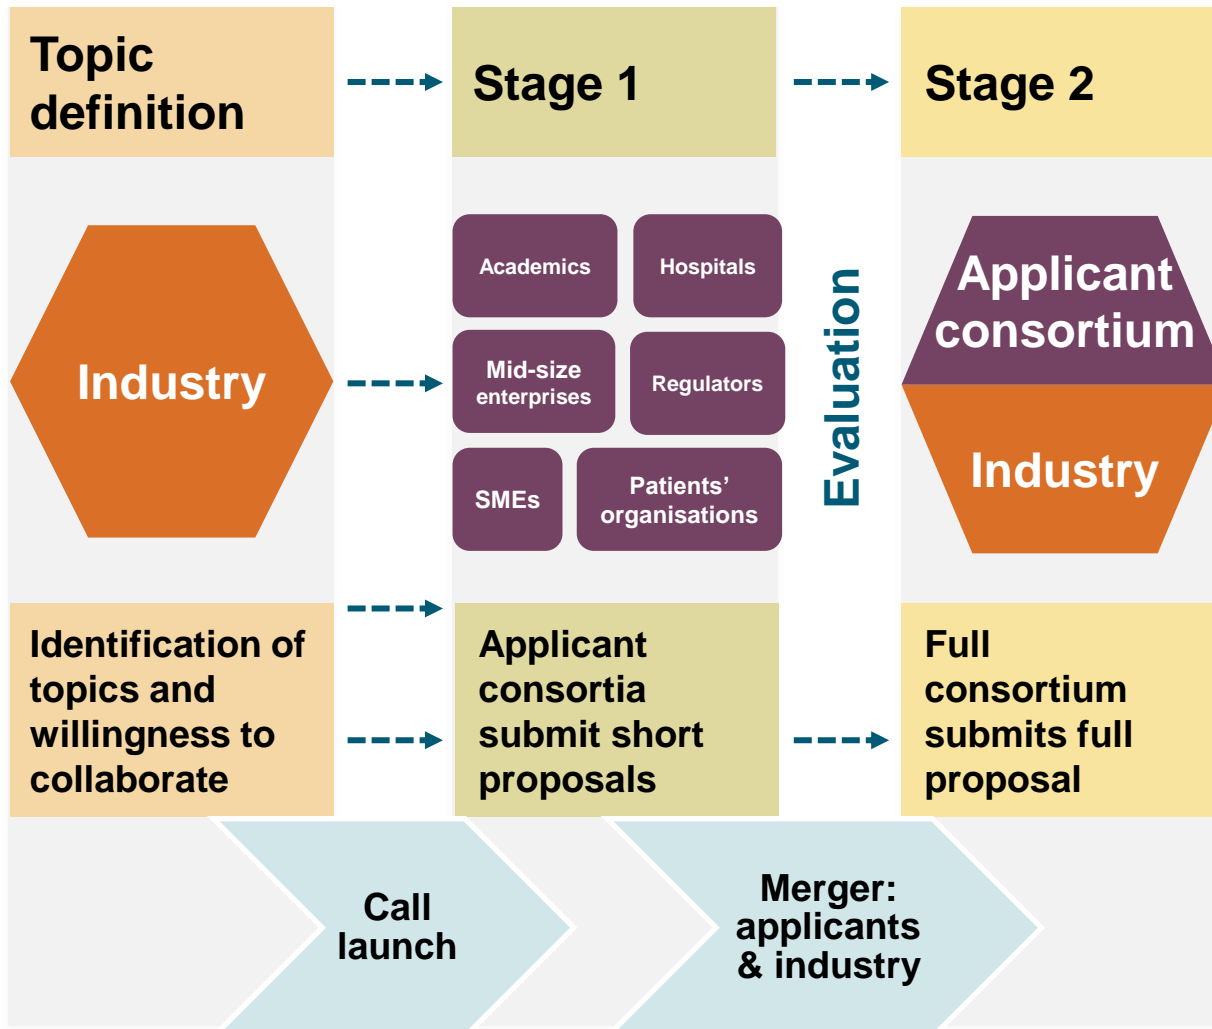 Topic
definition
Stage 1
Stage 2
Industry
Academics
Hospitals
Mid-size
enterprises
Regulators
SMEs
Patients’
organisations
Evaluation
Applicant
consortium
Industry
Identification of
topics and
willingness to
collaborate
Applicant
consortia
submit short
proposals
Full
consortium
submits full
proposal
Call
launch
Merger:
applicants
& industry